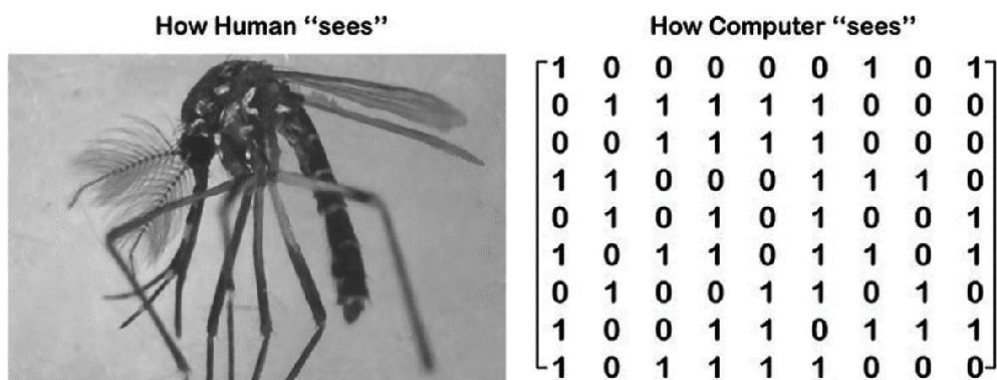 How Human “sees”
How Computer “sees”
1 0 0 0 0 0 1 0 1
0 1 1 1 1 1 0 0 0
0 0 1 1 1 1 0 0 0
1 1 0 0 0 1 1 1 0
0 1 0 1 0 1 0 0 1
1 0 1 1 0 1 1 0 1
0 1 0 0 1 1 0 1 0
1 0 0 1 1 0 1 1 1
1 0 1 1 1 1 0 0 0